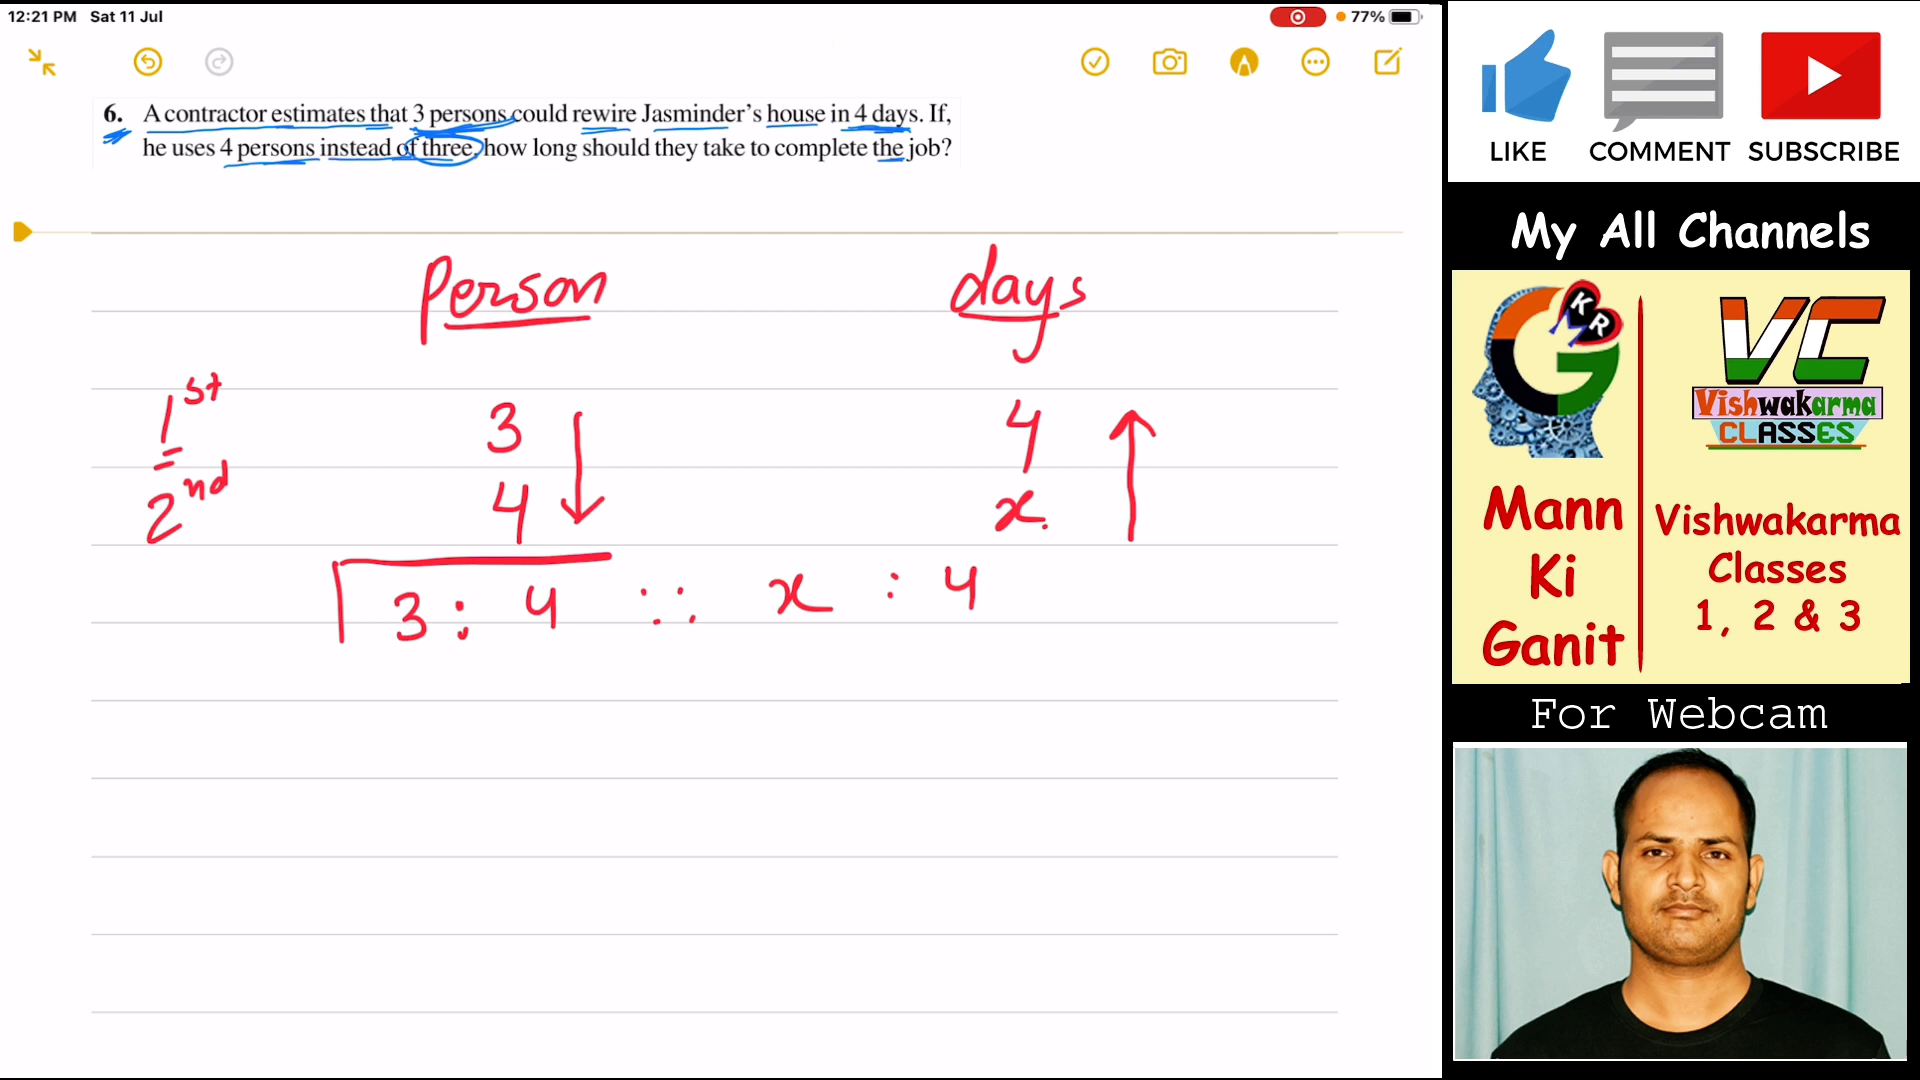 12:21 PM Sat 11 Jul
77%
6. A contractor estimates that 3 persons could rewire Jasminder's house in 4 days. If,
he uses 4 persons instead of three, how long should they take to complete the job?
Person days
1st 3 4
2nd 4 x
3 : 4 :: x : 4
LIKE COMMENT SUBSCRIBE
My All Channels
G KR
Mann
Ki
Ganit
VC
Vishwakarma
CLASSES
Vishwakarma
Classes
1, 2 & 3
For Webcam